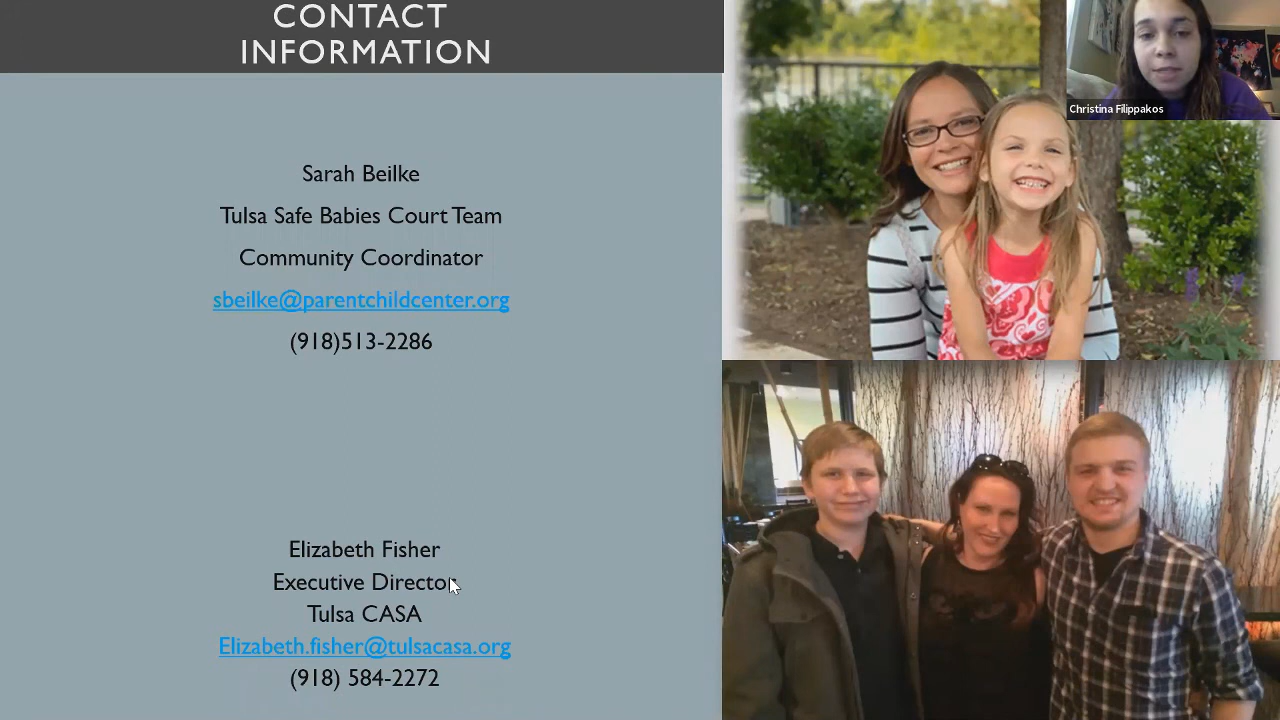 CONTACT
INFORMATION
Christina Filippakos
Sarah Beilke
Tulsa Safe Babies Court Team
Community Coordinator
sbeilke@parentchildcenter.org
(918)513-2286
Elizabeth Fisher
Executive Director
Tulsa CASA
Elizabeth.fisher@tulsacasa.org
(918) 584-2272